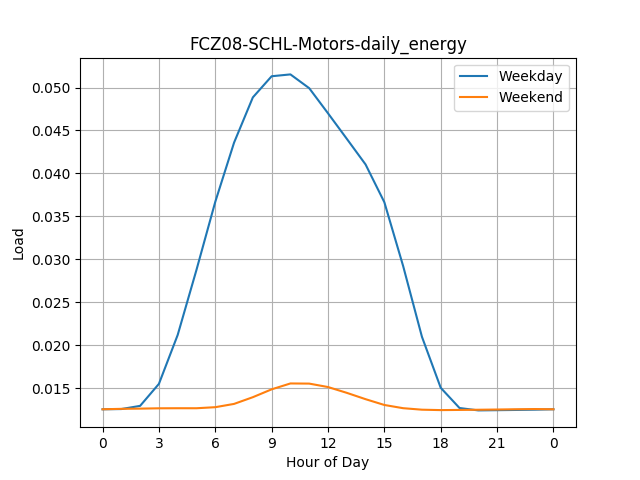 FCZ08-SCHL-Motors-daily_energy
Weekday
Weekend
Load
0.050
0.045
0.040
0.035
0.030
0.025
0.020
0.015
0 3 6 9 12 15 18 21 0
Hour of Day